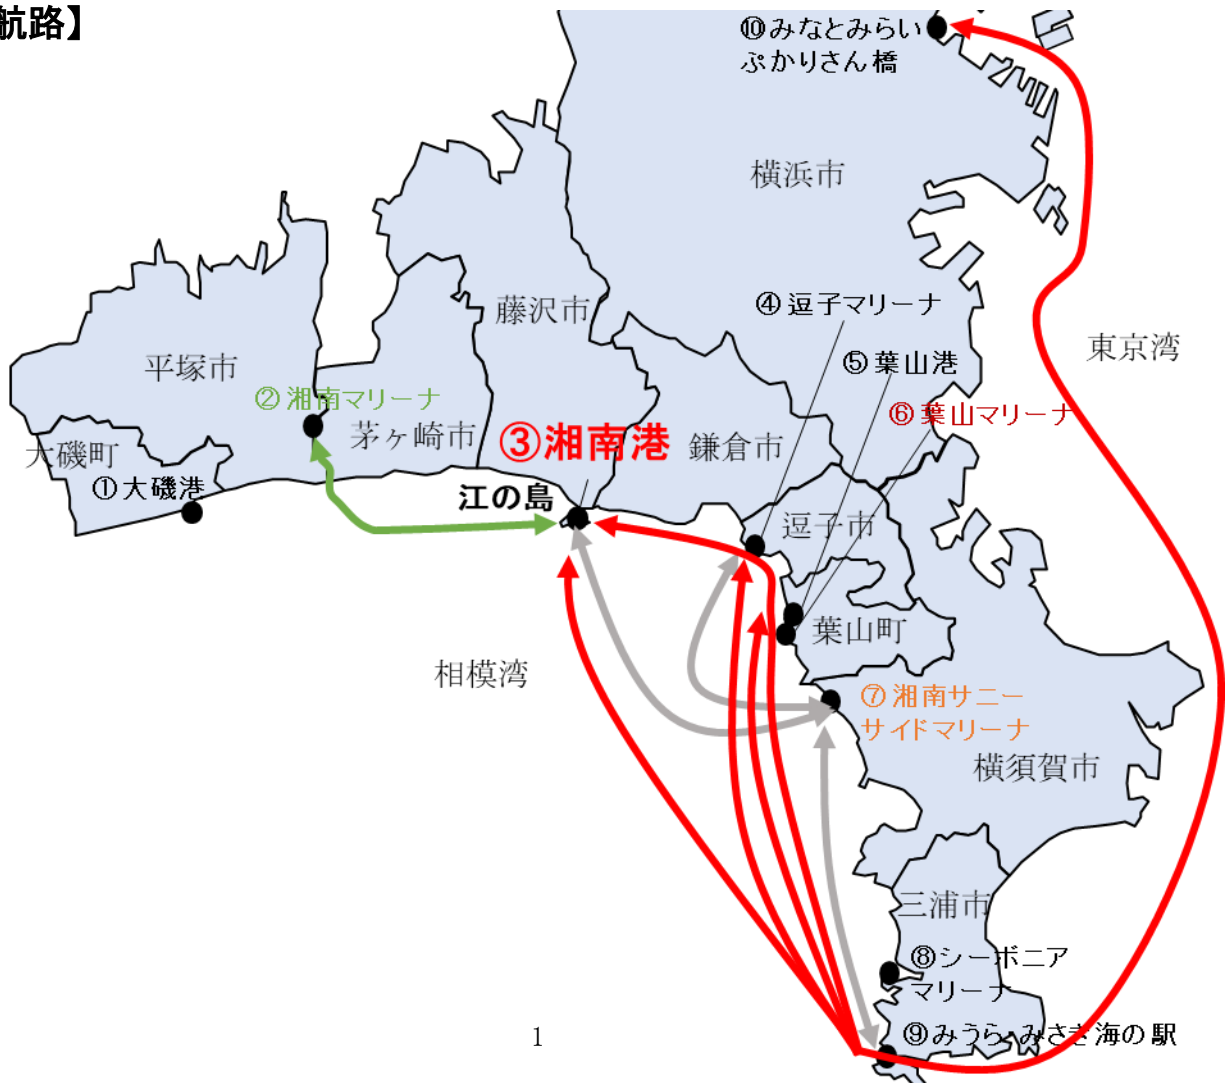 航路】
⑩みなとみらい
ぷかりさん橋
横浜市
藤沢市
④逗子マリーナ
東京湾
平塚市
⑤葉山港
②湘南マリーナ
⑥葉山マリーナ
茅ヶ崎市
③湘南港
鎌倉市
大磯町
①大磯港
江の島
逗子市
葉山町
相模湾
⑦湘南サニー
サイドマリーナ
横須賀市
三浦市
⑧シーボニア
マリーナ
⑨みうら・みさき海の駅
1